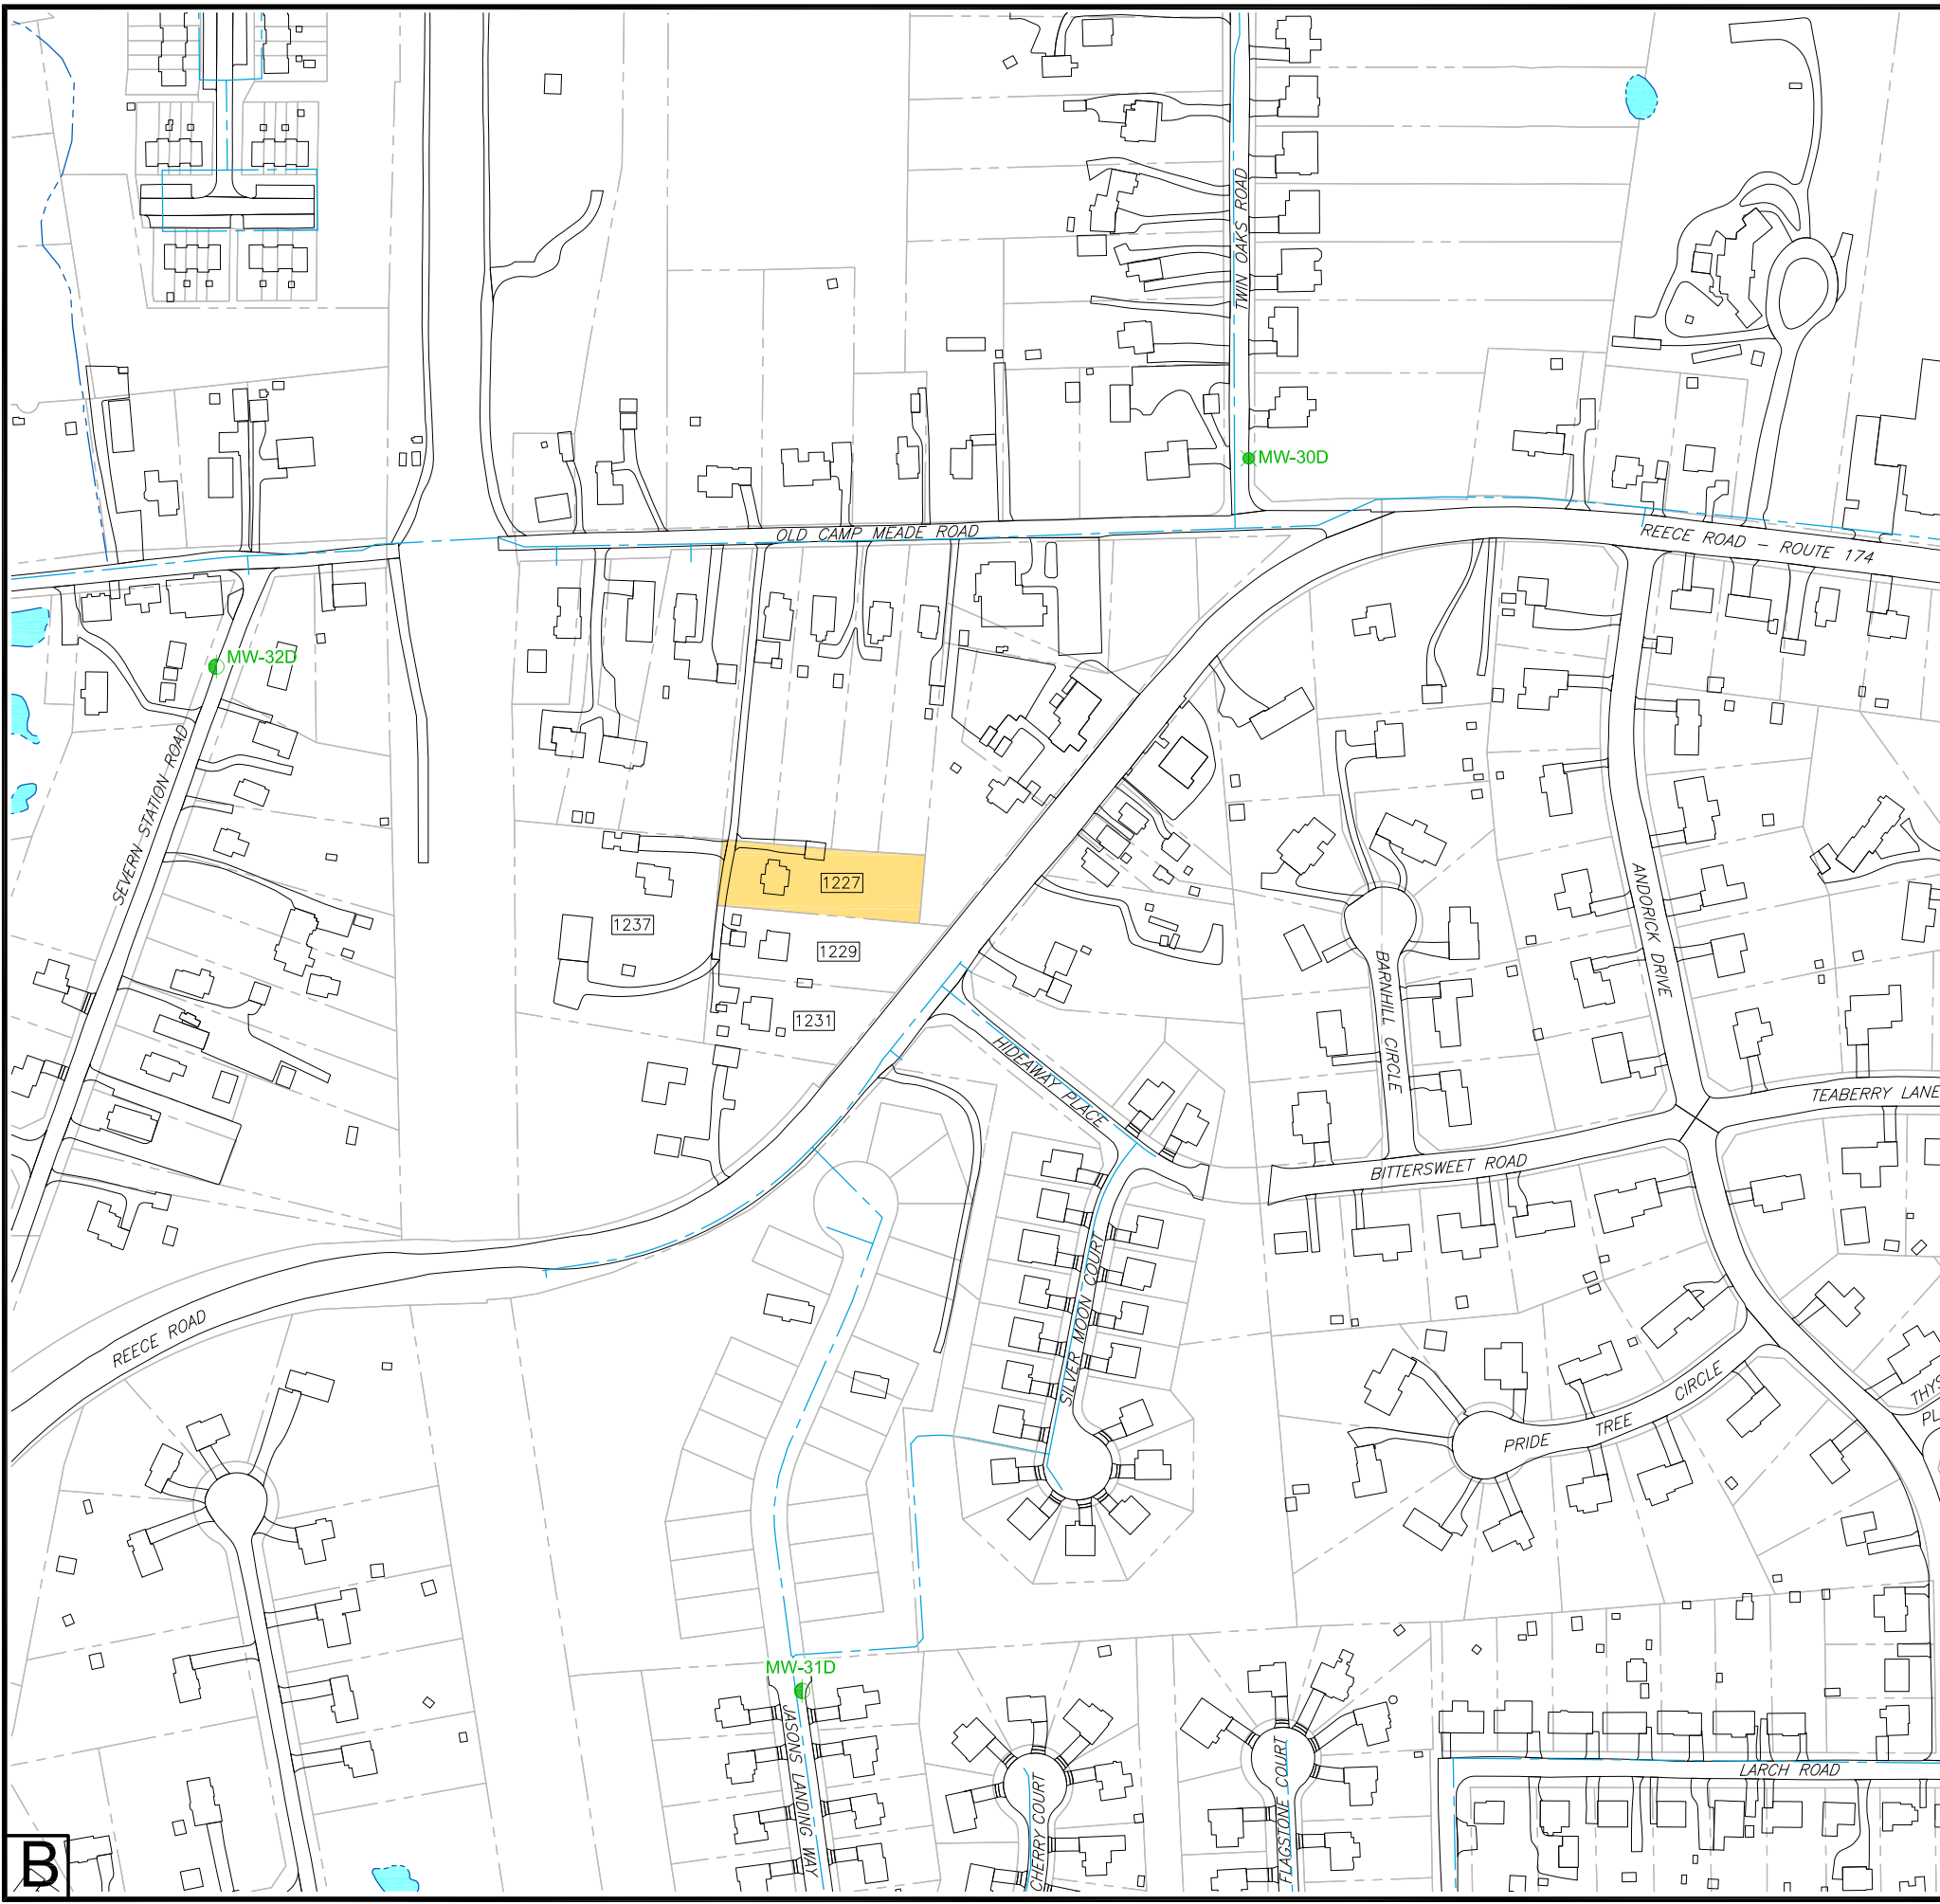 TWIN OAKS ROAD
MW-30D
OLD CAMP MEADE ROAD
REECE ROAD - ROUTE 174
MW-32D
SEVERN STATION ROAD
1227
1237
1229
1231
ANDORICK DRIVE
BARNHILL CIRCLE
HIDEAWAY PLACE
TEABERRY LANE
BITTERSWEET ROAD
SILVER MOON COURT
REECE ROAD
PRIDE TREE CIRCLE
THYS
PL
MW-31D
JASONS LANDING WAY
CHERRY COURT
FLAGSTONE COURT
LARCH ROAD
B